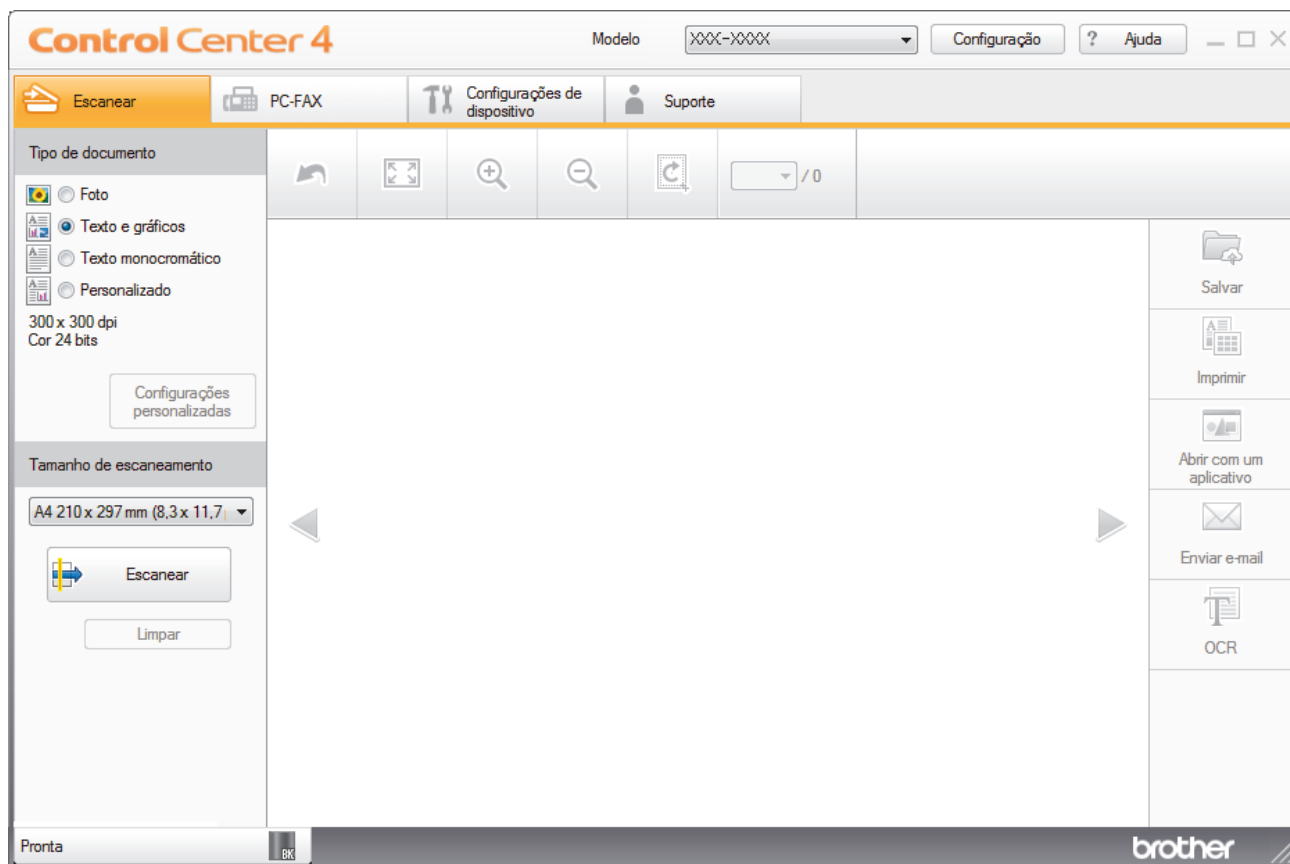 Control Center 4
Modelo
XXX-XXXX
Configuração
? Ajuda
Escanear
PC-FAX
Configurações de
dispositivo
Suporte
Tipo de documento
Foto
Texto e gráficos
Texto monocromático
Personalizado
300 x 300 dpi
Cor 24 bits
Configurações
personalizadas
Tamanho de escaneamento
A4 210 x 297 mm (8,3 x 11,7
Escanear
Limpar
/ 0
Salvar
Imprimir
Abrir com um
aplicativo
Enviar e-mail
OCR
Pronta
BK
brother